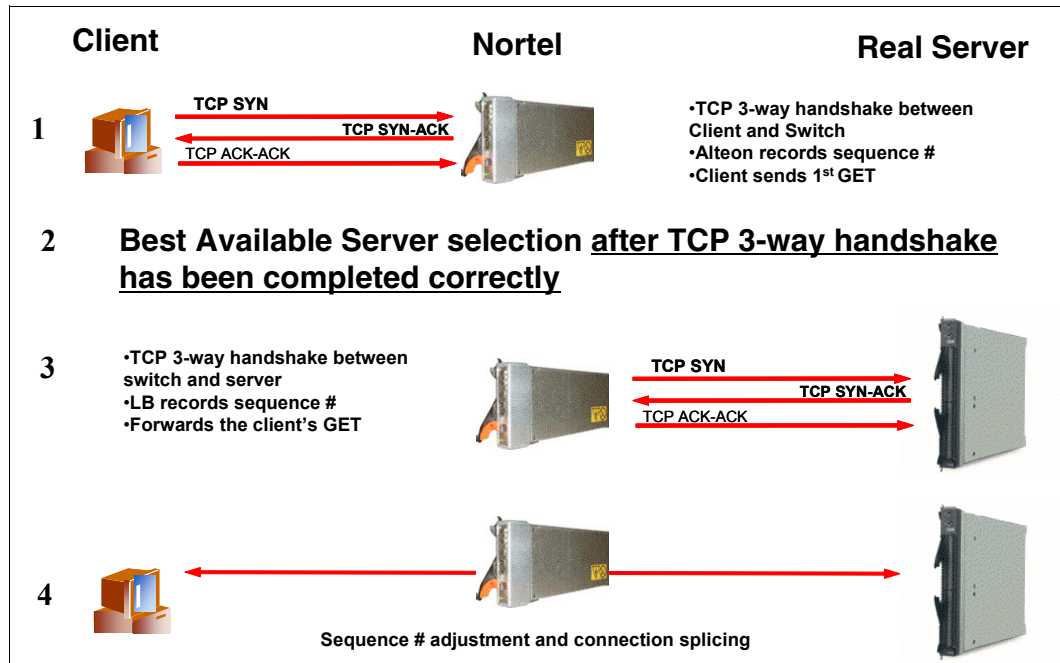 Client
Nortel
Real Server
1
TCP SYN
TCP SYN-ACK
TCP ACK-ACK
•TCP 3-way handshake between
Client and Switch
•Alteon records sequence #
•Client sends 1st GET
2
Best Available Server selection after TCP 3-way handshake
has been completed correctly
3
•TCP 3-way handshake between
switch and server
•LB records sequence #
•Forwards the client's GET
TCP SYN
TCP SYN-ACK
TCP ACK-ACK
4
Sequence # adjustment and connection splicing